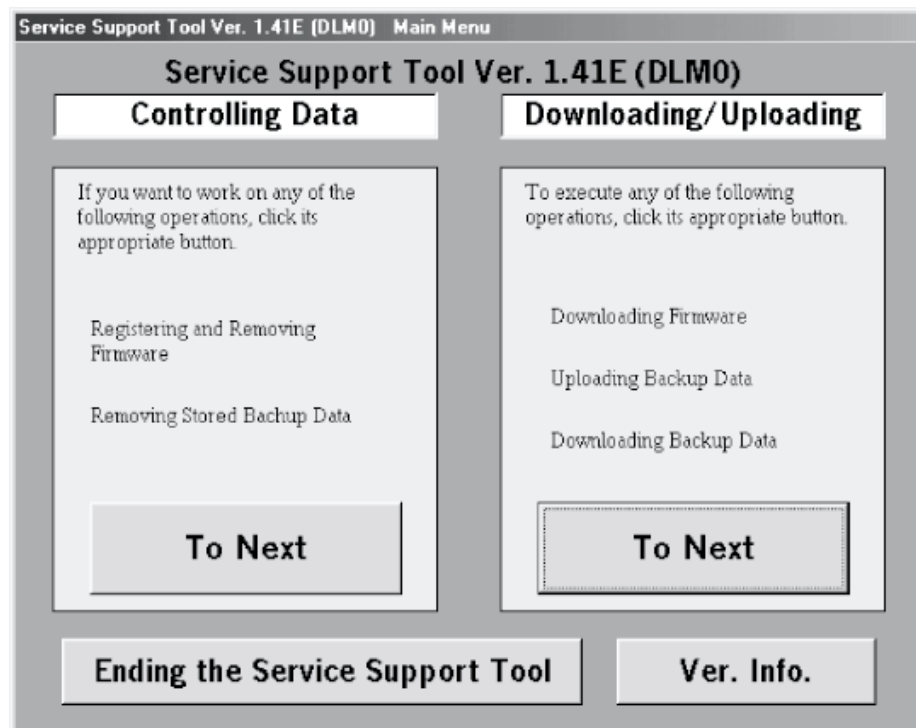 Service Support Tool Ver. 1.41E (DLM0)   Main Menu
Service Support Tool Ver. 1.41E (DLM0)
Controlling Data
If you want to work on any of the
following operations, click its
appropriate button.
Registering and Removing
Firmware
Removing Stored Bachup Data
To Next
Downloading/Uploading
To execute any of the following
operations, click its appropriate button.
Downloading Firmware
Uploading Backup Data
Downloading Backup Data
To Next
Ending the Service Support Tool
Ver. Info.